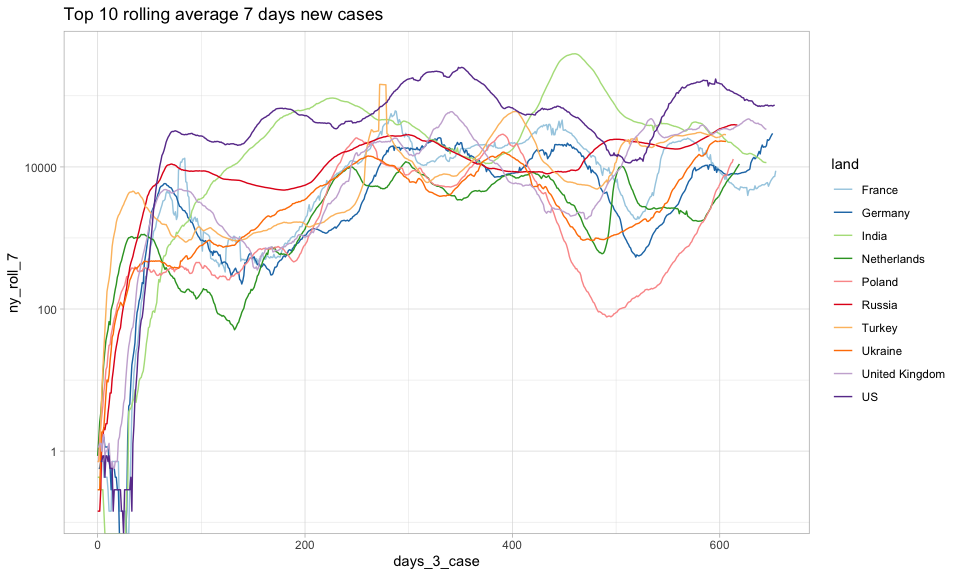 Top 10 rolling average 7 days new cases
ny_roll_7
10000
100
1
0
200
400
600
days_3_case
land
France
Germany
India
Netherlands
Poland
Russia
Turkey
Ukraine
United Kingdom
US